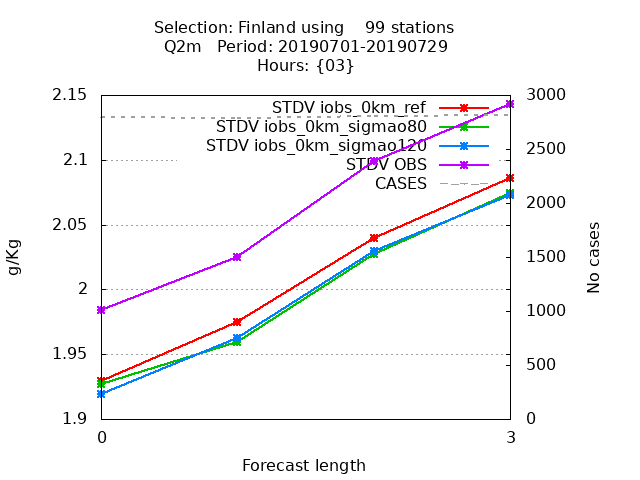 Selection: Finland using    99 stations
Q2m   Period: 20190701-20190729
Hours: {03}
2.15
2.1
2.05
2
1.95
1.9
g/Kg
STDV iobs_0km_ref
STDV iobs_0km_sigmao80
STDV iobs_0km_sigmao120
STDV OBS
CASES
3000
2500
2000
1500
1000
500
0
No cases
0
3
Forecast length